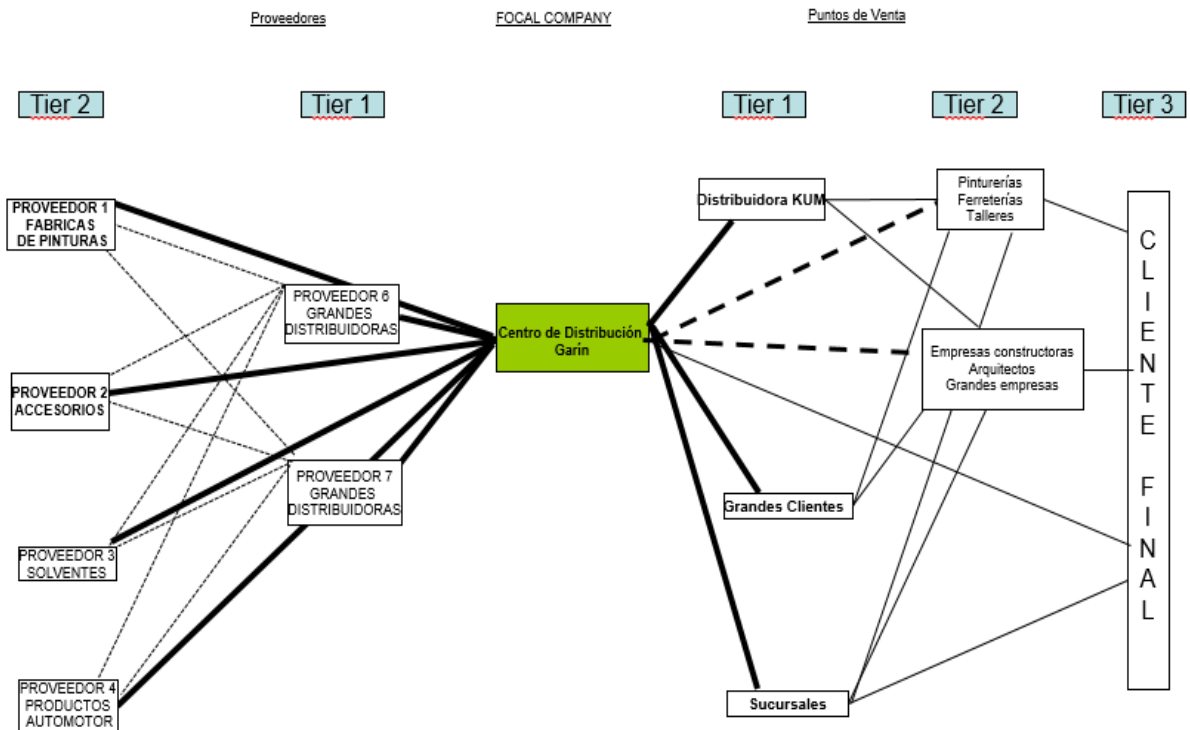 Proveedores
FOCAL COMPANY
Puntos de Venta
Tier 2
Tier 1
Tier 1
Tier 2
Tier 3
PROVEEDOR 1
FABRICAS
DE PINTURAS
PROVEEDOR 2
ACCESORIOS
PROVEEDOR 3
SOLVENTES
PROVEEDOR 4
PRODUCTOS
AUTOMOTOR
PROVEEDOR 6
GRANDES
DISTRIBUIDORAS
PROVEEDOR 7
GRANDES
DISTRIBUIDORAS
Centro de Distribución
Garín
Distribuidora KUM
Grandes Clientes
Sucursales
Pinturerías
Ferreterías
Talleres
Empresas constructoras
Arquitectos
Grandes empresas
CLIENTE FINAL